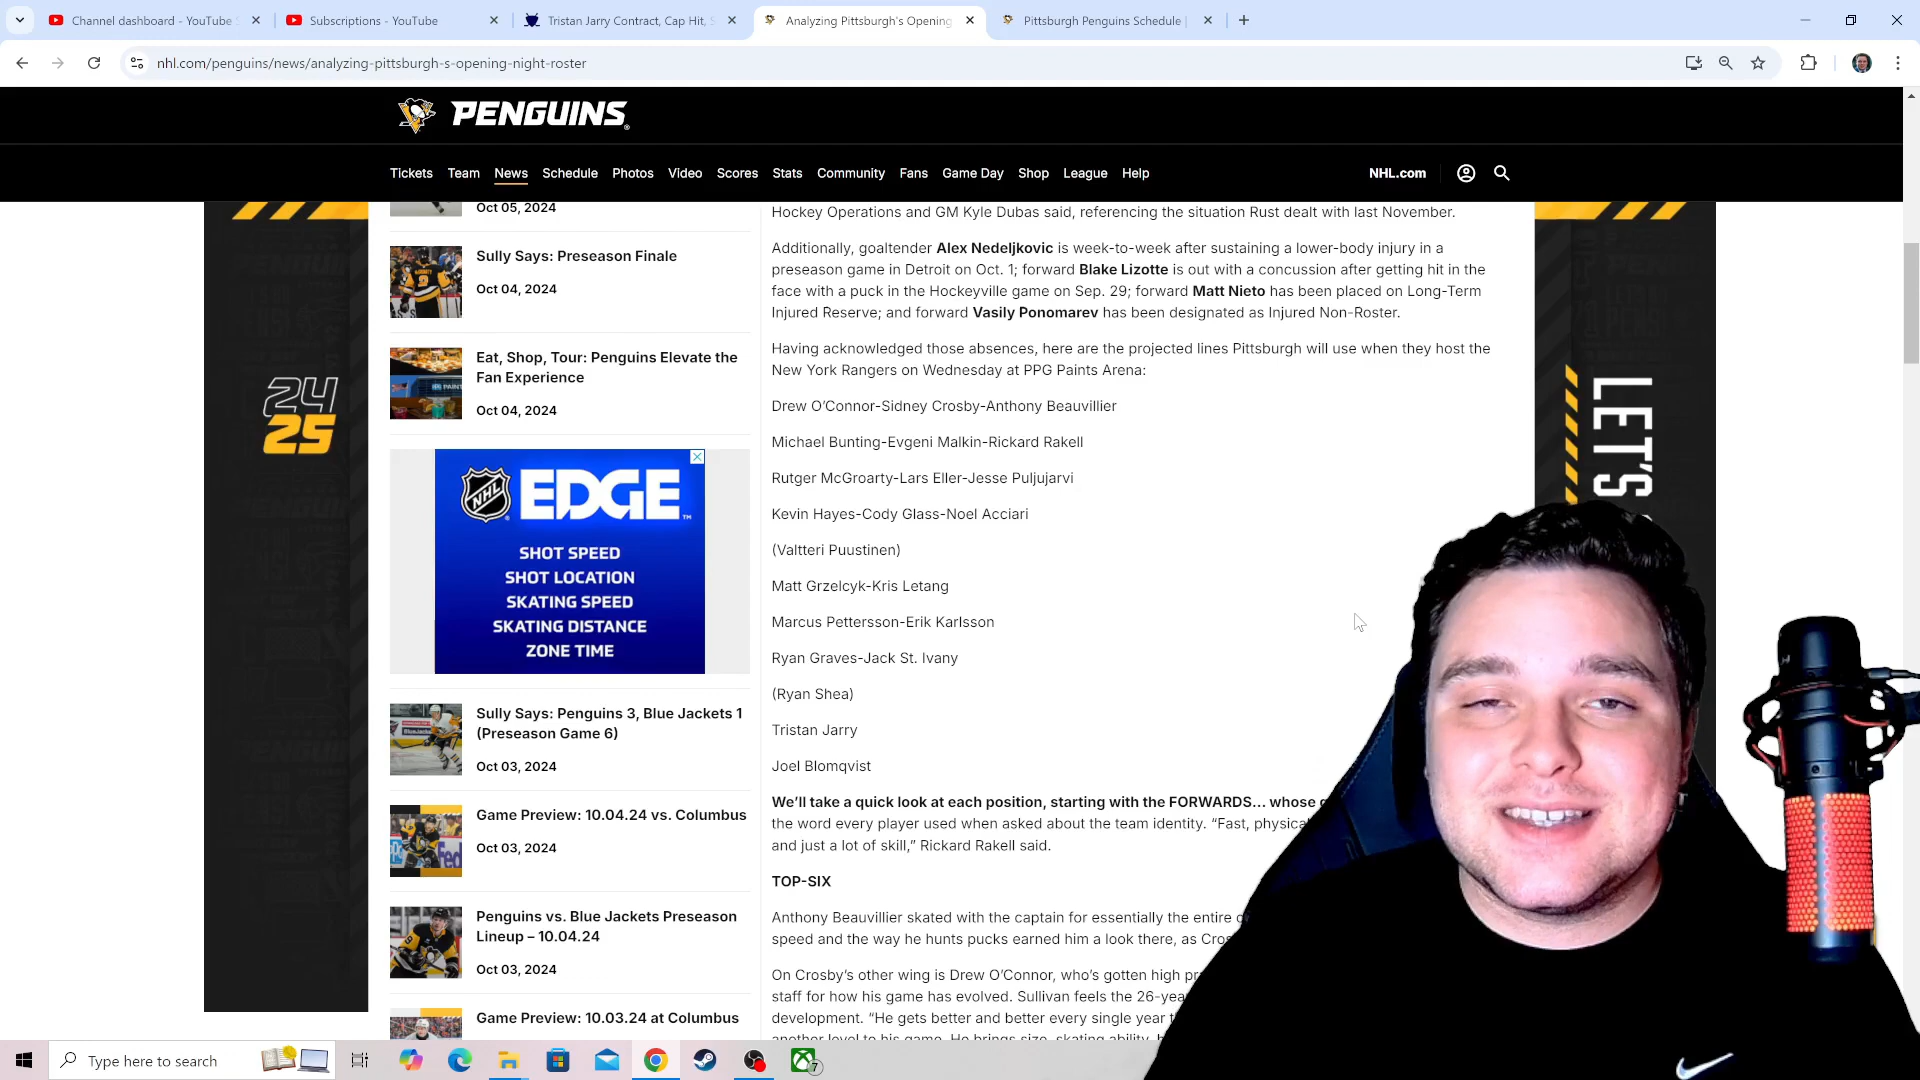 Channel dashboard - YouTube
Subscriptions - YouTube
Tristan Jarry Contract, Cap Hit, S
Analyzing Pittsburgh's Opening
Pittsburgh Penguins Schedule |
nhl.com/penguins/news/analyzing-pittsburgh-s-opening-night-roster
PENGUINS
Tickets Team News Schedule Photos Video Scores Stats Community Fans Game Day Shop League Help
NHL.com
24
25
LET'S
Oct 05, 2024
Sully Says: Preseason Finale
Oct 04, 2024
Eat, Shop, Tour: Penguins Elevate the
Fan Experience
Oct 04, 2024
NHL EDGE
SHOT SPEED
SHOT LOCATION
SKATING SPEED
SKATING DISTANCE
ZONE TIME
Sully Says: Penguins 3, Blue Jackets 1
(Preseason Game 6)
Oct 03, 2024
Game Preview: 10.04.24 vs. Columbus
Oct 03, 2024
Penguins vs. Blue Jackets Preseason
Lineup – 10.04.24
Oct 03, 2024
Game Preview: 10.03.24 at Columbus
Hockey Operations and GM Kyle Dubas said, referencing the situation Rust dealt with last November.
Additionally, goaltender Alex Nedeljkovic is week-to-week after sustaining a lower-body injury in a
preseason game in Detroit on Oct. 1; forward Blake Lizotte is out with a concussion after getting hit in the
face with a puck in the Hockeyville game on Sep. 29; forward Matt Nieto has been placed on Long-Term
Injured Reserve; and forward Vasily Ponomarev has been designated as Injured Non-Roster.
Having acknowledged those absences, here are the projected lines Pittsburgh will use when they host the
New York Rangers on Wednesday at PPG Paints Arena:
Drew O'Connor-Sidney Crosby-Anthony Beauvillier
Michael Bunting-Evgeni Malkin-Rickard Rakell
Rutger McGroarty-Lars Eller-Jesse Puljujarvi
Kevin Hayes-Cody Glass-Noel Acciari
(Valtteri Puustinen)
Matt Grzelcyk-Kris Letang
Marcus Pettersson-Erik Karlsson
Ryan Graves-Jack St. Ivany
(Ryan Shea)
Tristan Jarry
Joel Blomqvist
We'll take a quick look at each position, starting with the FORWARDS... whose
the word every player used when asked about the team identity. “Fast, physical
and just a lot of skill,” Rickard Rakell said.
TOP-SIX
Anthony Beauvillier skated with the captain for essentially the entire
speed and the way he hunts pucks earned him a look there, as
On Crosby's other wing is Drew O'Connor, who's gotten high
staff for how his game has evolved. Sullivan feels the
development. “He gets better and better every single year
another level to his game. He brings size, skating ability,
Type here to search
7